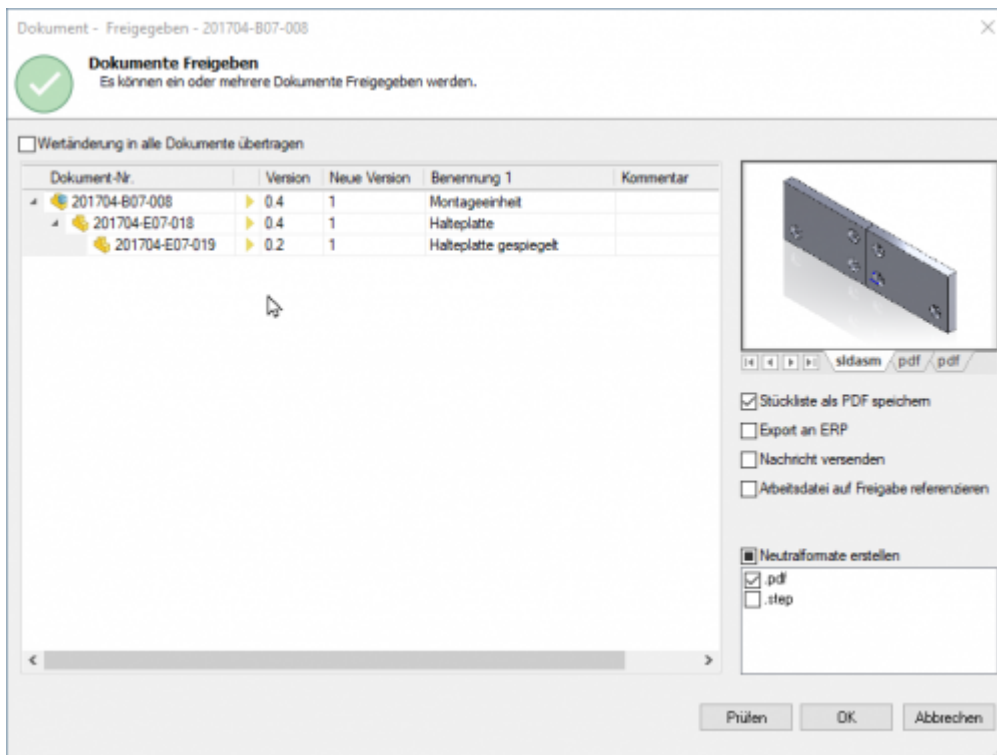 Dokument - Freigegeben - 201704-B07-008
Dokumente Freigeben
Es können ein oder mehrere Dokumente Freigegeben werden.
Wertänderung in alle Dokumente übertragen
Dokument-Nr. Version Neue Version Benennung 1 Kommentar
201704-B07-008 0.4 1 Montageeinheit
201704-E07-018 0.4 1 Halteplatte
201704-E07-019 0.2 1 Halteplatte gespiegelt
sldasm pdf pdf
Stückliste als PDF speichern
Export an ERP
Nachricht versenden
Arbeitsdatei auf Freigabe referenzieren
Neutralformate erstellen
.pdf
.step
Prüfen OK Abbrechen